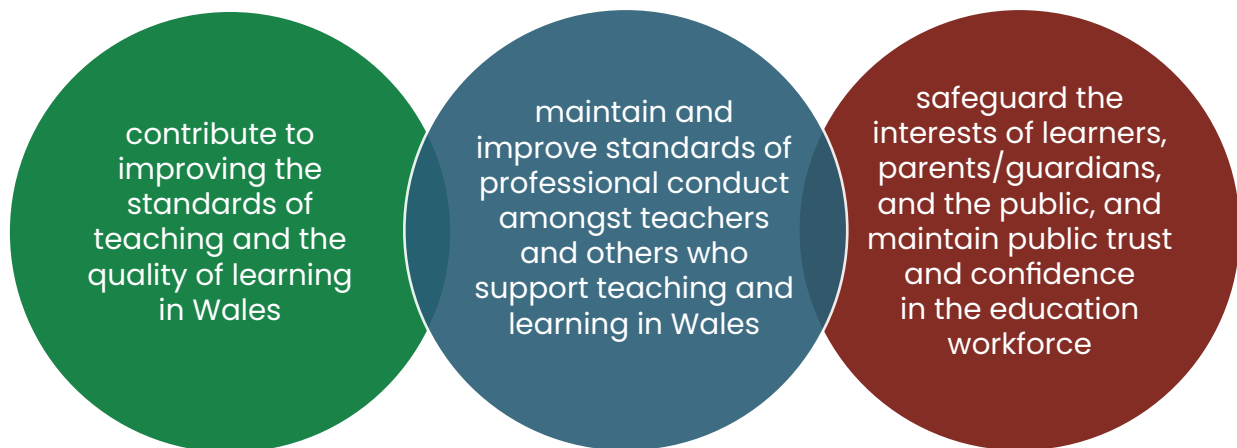 contribute to
improving the
standards of
teaching and the
quality of learning
in Wales
maintain and
improve standards of
professional conduct
amongst teachers
and others who
support teaching and
learning in Wales
safeguard the
interests of learners,
parents/guardians,
and the public, and
maintain public trust
and confidence
in the education
workforce